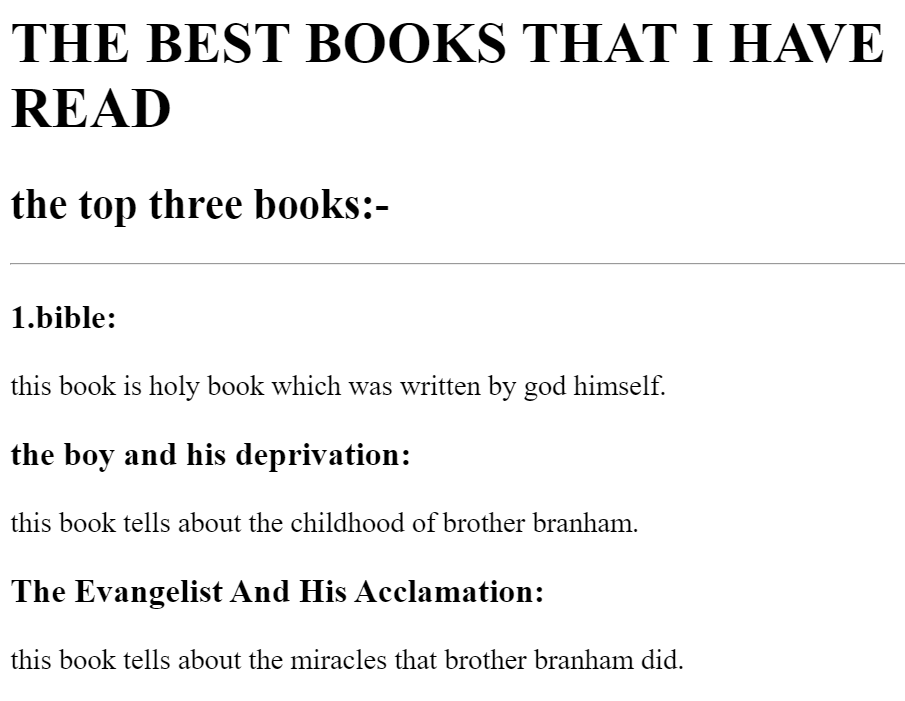 THE BEST BOOKS THAT I HAVE
READ
the top three books:-
1.bible:
this book is holy book which was written by god himself.
the boy and his deprivation:
this book tells about the childhood of brother branham.
The Evangelist And His Acclamation:
this book tells about the miracles that brother branham did.